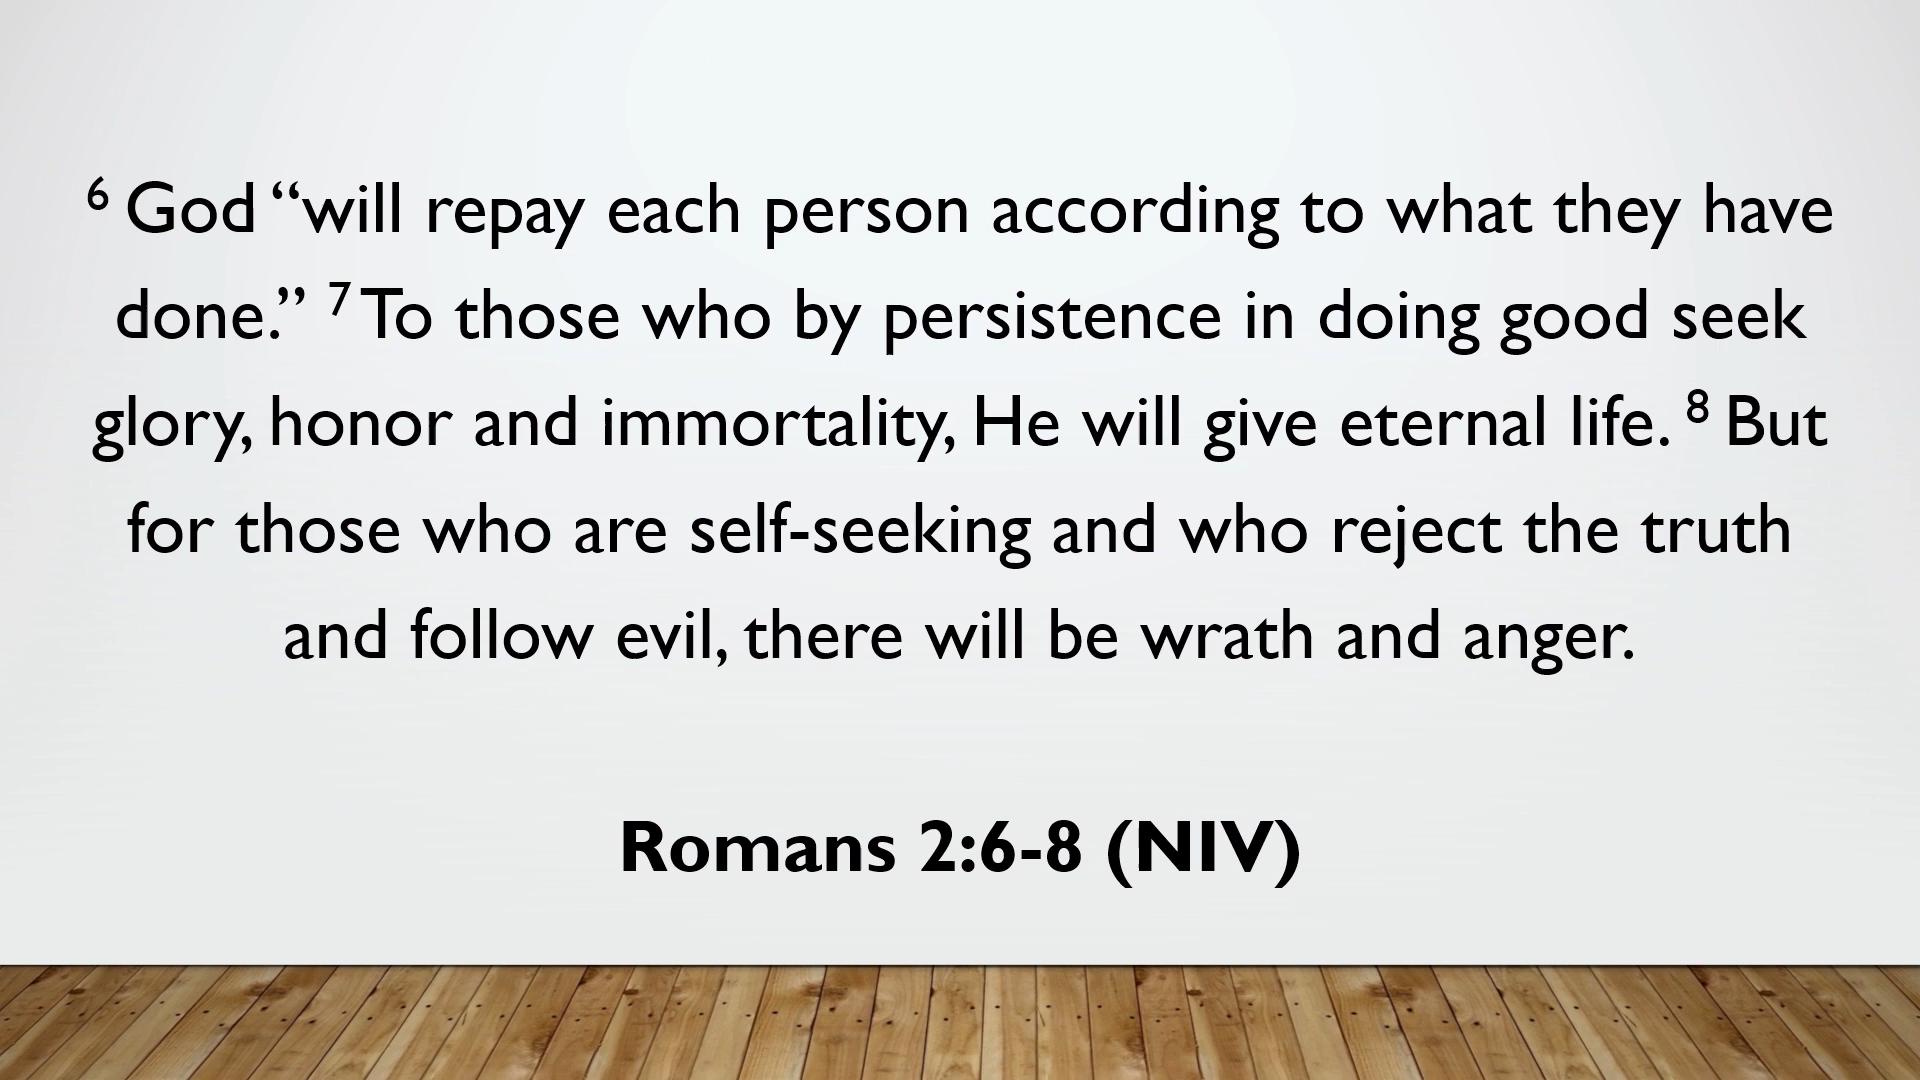 ⁶ God “will repay each person according to what they have
done.” ⁷ To those who by persistence in doing good seek
glory, honor and immortality, He will give eternal life. ⁸ But
for those who are self-seeking and who reject the truth
and follow evil, there will be wrath and anger.
Romans 2:6-8 (NIV)